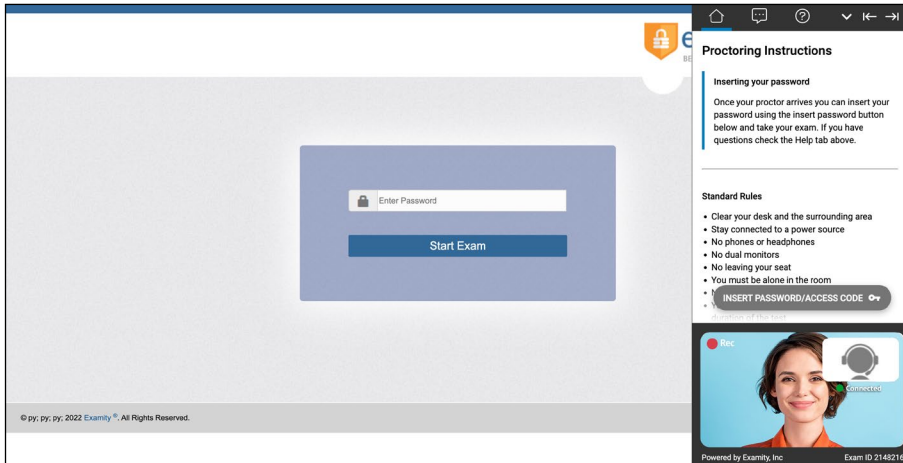 e
BE
Enter Password
Start Exam
© py; py; py; 2022 Examity ®. All Rights Reserved.
Proctoring Instructions
Inserting your password
Once your proctor arrives you can insert your
password using the insert password button
below and take your exam. If you have
questions check the Help tab above.
Standard Rules
• Clear your desk and the surrounding area
• Stay connected to a power source
• No phones or headphones
• No dual monitors
• No leaving your seat
• You must be alone in the room
INSERT PASSWORD/ACCESS CODE
duration of the test
Rec
Connected
Powered by Examity, Inc
Exam ID 2148216